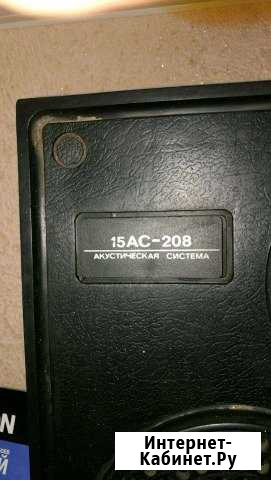 15АС-208
АКУСТИЧЕСКАЯ СИСТЕМА
N
Й
Интернет-
Кабинет.Ру